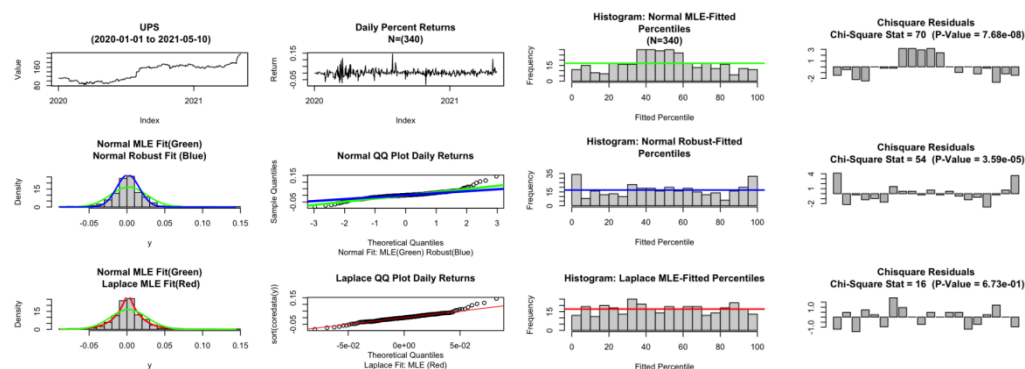 UPS
(2020-01-01 to 2021-05-10)
Value
80
160
2020
2021
Index
Daily Percent Returns
N=(340)
Return
-0.05
0.15
2020
2021
Index
Histogram: Normal MLE-Fitted
Percentiles
(N=340)
Frequency
0
15
0 20 40 60 80 100
Fitted Percentile
Chisquare Residuals
Chi-Square Stat = 70 (P-Value = 7.68e-08)
-2
1
Normal MLE Fit(Green)
Normal Robust Fit (Blue)
Density
0
15
-0.05 0.00 0.05 0.10 0.15
y
Normal QQ Plot Daily Returns
Sample Quantiles
-0.05
0.15
-3 -2 -1 0 1 2 3
Theoretical Quantiles
Normal Fit: MLE(Green) Robust(Blue)
Histogram: Normal Robust-Fitted
Percentiles
Frequency
0
15
35
0 20 40 60 80 100
Fitted Percentile
Chisquare Residuals
Chi-Square Stat = 54 (P-Value = 3.59e-05)
-2
1
4
Normal MLE Fit(Green)
Laplace MLE Fit(Red)
Density
0
15
-0.05 0.00 0.05 0.10 0.15
y
Laplace QQ Plot Daily Returns
sort(coredata(y))
-0.05
0.15
-5e-02 0e+00 5e-02
Theoretical Quantiles
Laplace Fit: MLE (Red)
Histogram: Laplace MLE-Fitted Percentiles
Frequency
0
15
0 20 40 60 80 100
Fitted Percentile
Chisquare Residuals
Chi-Square Stat = 16 (P-Value = 6.73e-01)
-1
1